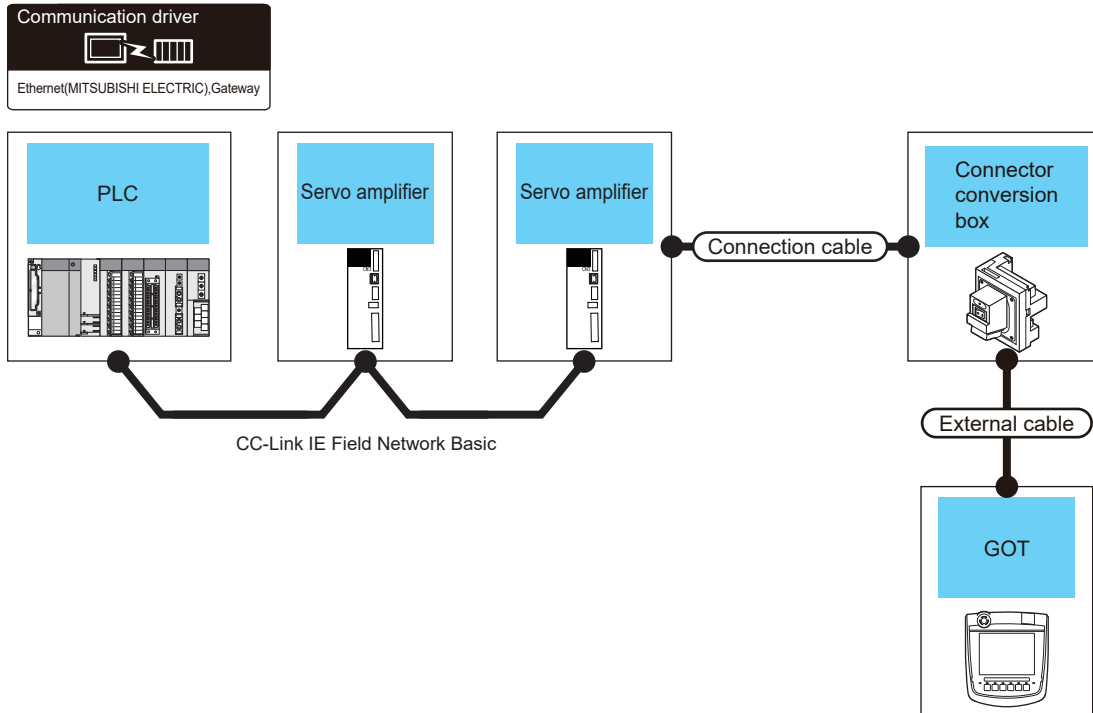 Communication driver
Ethernet(MITSUBISHI ELECTRIC),Gateway
PLC
Servo amplifier
Servo amplifier
Connection cable
Connector
conversion
box
CC-Link IE Field Network Basic
External cable
GOT